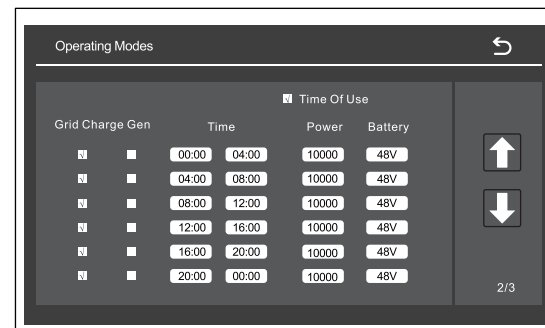 Operating Modes
√ Time Of Use
Grid Charge Gen Time Power Battery
√ 00:00 04:00 10000 48V
√ 04:00 08:00 10000 48V
√ 08:00 12:00 10000 48V
√ 12:00 16:00 10000 48V
√ 16:00 20:00 10000 48V
√ 20:00 00:00 10000 48V
2/3